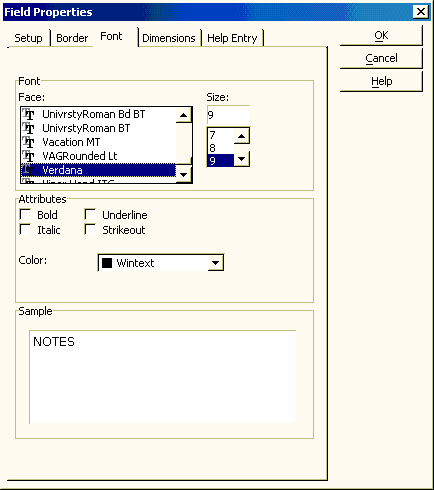 Field Properties
Setup Border Font Dimensions Help Entry
OK
Cancel
Help
Font
Face: Size:
UnivrstyRoman Bd BT
UnivrstyRoman BT
Vacation MT
VAGRounded Lt
Verdana
9
7
8
9
Attributes
Bold Underline
Italic Strikeout
Color: Wintext
Sample
NOTES